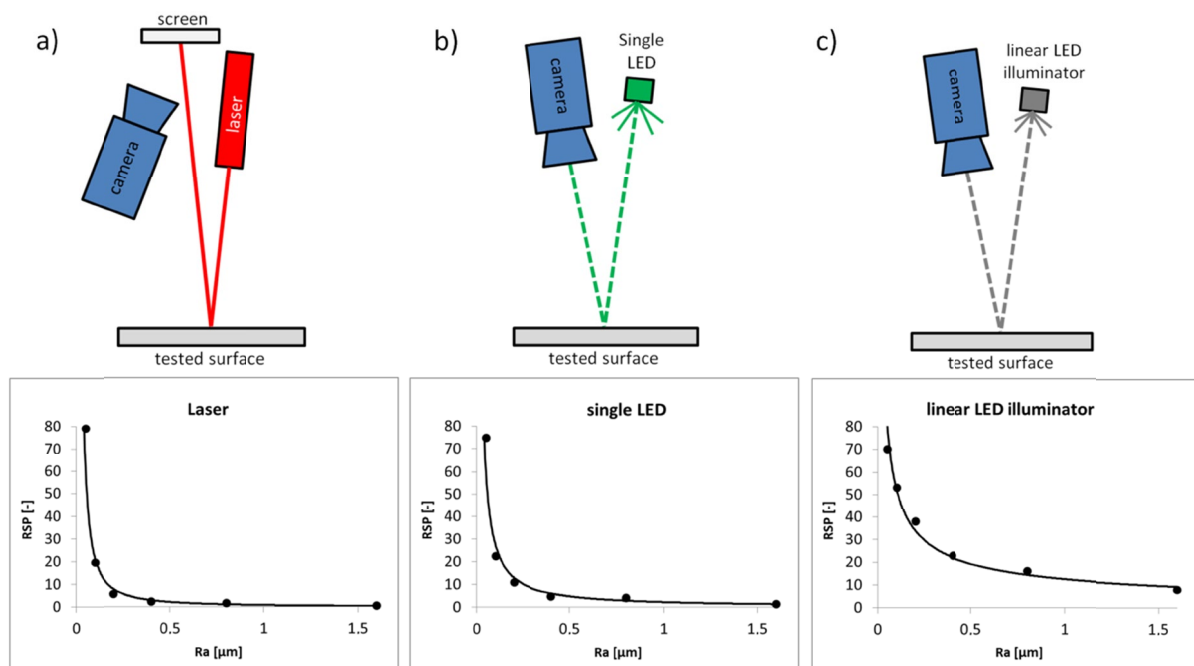 a)
screen
camera
laser
tested surface
b)
Single
LED
camera
tested surface
c)
linear LED
illuminator
camera
tested surface
Laser
80
70
60
50
40
30
20
10
0
RSP [-]
0
0.5
1
1.5
Ra [µm]
single LED
80
70
60
50
40
30
20
10
0
RSP [-]
0
0.5
1
1.5
Ra [µm]
linear LED illuminator
80
70
60
50
40
30
20
10
0
RSP [-]
0
0.5
1
1.5
Ra [µm]